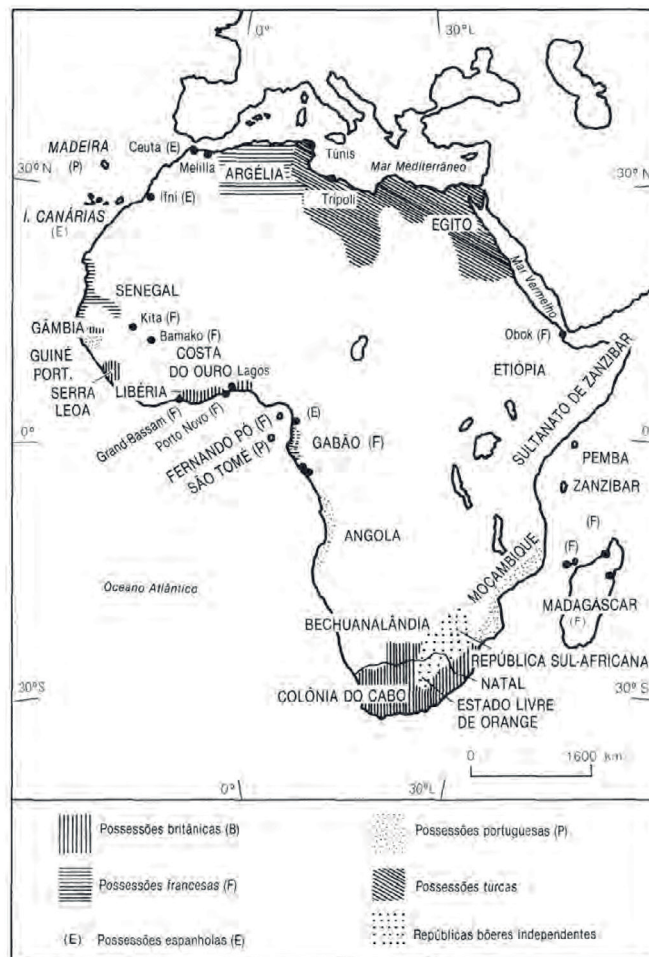 0°
30°L
MADEIRA
(P)
Ceuta (E)
Melilla
Túnis
Mar Mediterrâneo
30°N
30°N
ARGÉLIA
Ifni (E)
I. CANÁRIAS
(E)
Trípoli
EGITO
Mar Vermelho
SENEGAL
Kita (F)
GÂMBIA
Bamako (F)
Obok (F)
GUINÉ
PORT.
COSTA
DO OURO
Lagos
ETIÓPIA
SERRA
LEOA
LIBÉRIA
Grand-Bassam (F)
Porto Novo (F)
(E)
FERNANDO PÓ (F)
SÃO TOMÉ (P)
GABÃO (F)
SULTANATO DE ZANZIBAR
0°
0
PEMBA
ZANZIBAR
(F)
(F)
ANGOLA
Oceano Atlântico
MOÇAMBIQUE
MADAGASCAR
(F)
BECHUANALÂNDIA
REPÚBLICA SUL-AFRICANA
30°S
30°S
COLÔNIA DO CABO
NATAL
ESTADO LIVRE
DE ORANGE
0
1600 km
0°
30°L
Possessões britânicas (B)
Possessões portuguesas (P)
Possessões francesas (F)
Possessões turcas
(E) Possessões espanholas (E)
Repúblicas bôeres independentes